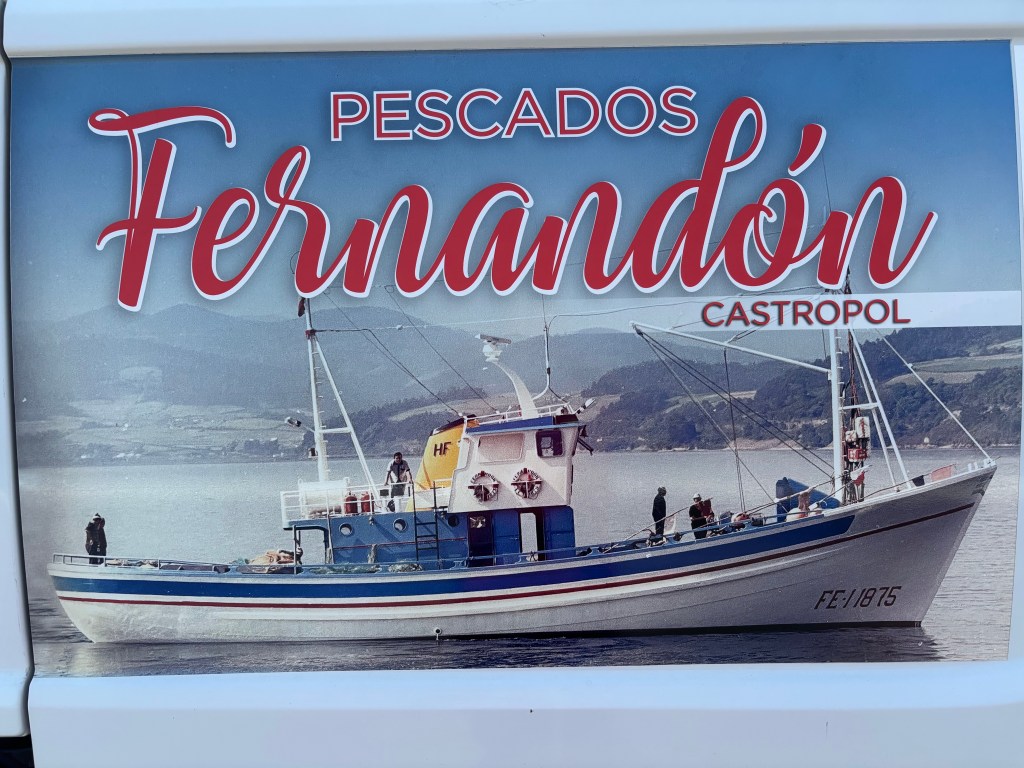 PESCADOS
Fernandón
CASTROPOL
HF
FE-1 1875